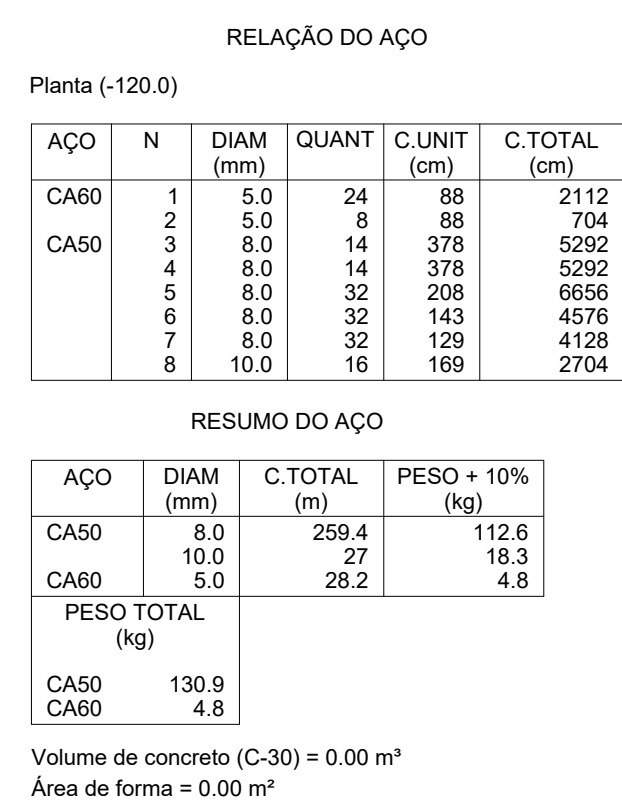 RELAÇÃO DO AÇO
Planta (-120.0)
AÇO N DIAM QUANT C.UNIT C.TOTAL
(mm) (cm) (cm)
CA60 1 5.0 24 88 2112
2 5.0 8 88 704
CA50 3 8.0 14 378 5292
4 8.0 14 378 5292
5 8.0 32 208 6656
6 8.0 32 143 4576
7 8.0 32 129 4128
8 10.0 16 169 2704
RESUMO DO AÇO
AÇO DIAM C.TOTAL PESO + 10%
(mm) (m) (kg)
CA50 8.0 259.4 112.6
10.0 27 18.3
CA60 5.0 28.2 4.8
PESO TOTAL
(kg)
CA50 130.9
CA60 4.8
Volume de concreto (C-30) = 0.00 m³
Área de forma = 0.00 m²